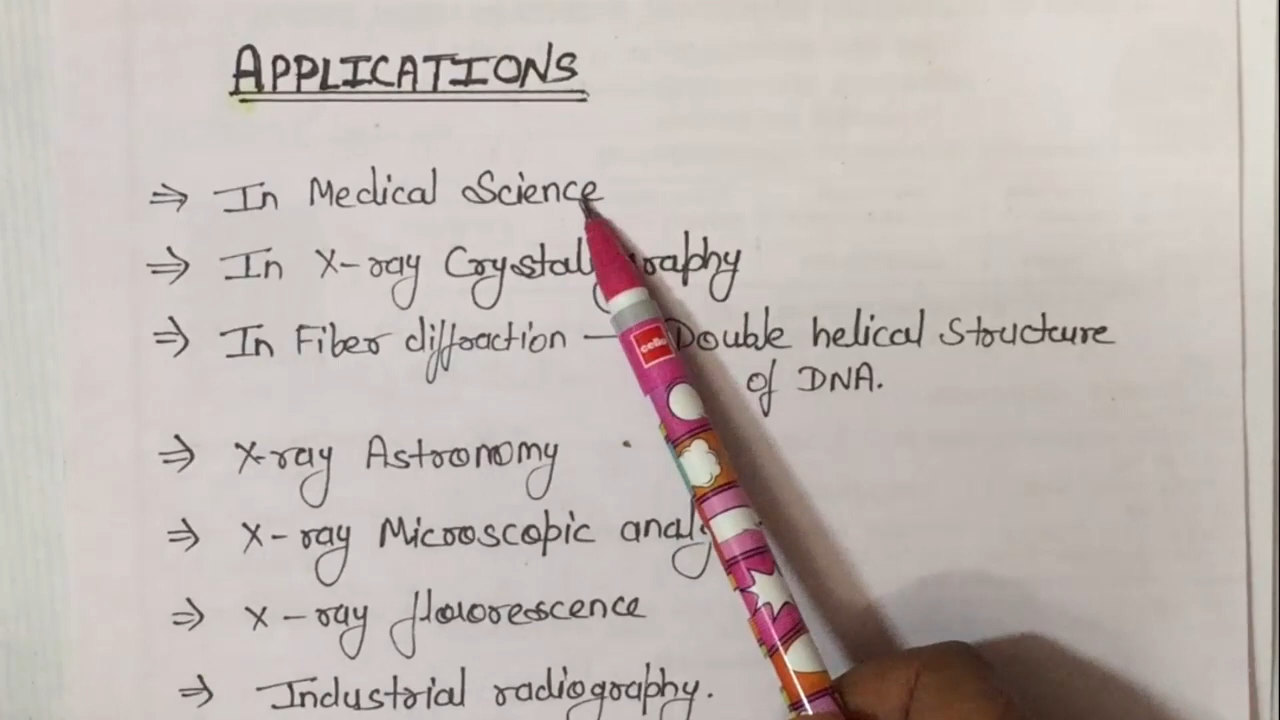 APPLICATIONS
⇒ In Medical Science
⇒ In X-ray
⇒ In Fiber diffraction — Double helical structure
of DNA.
⇒ X-ray Astronomy
⇒ X-ray Microscopic
⇒ X-ray fluorescence
⇒ Industrial radiography.
cello